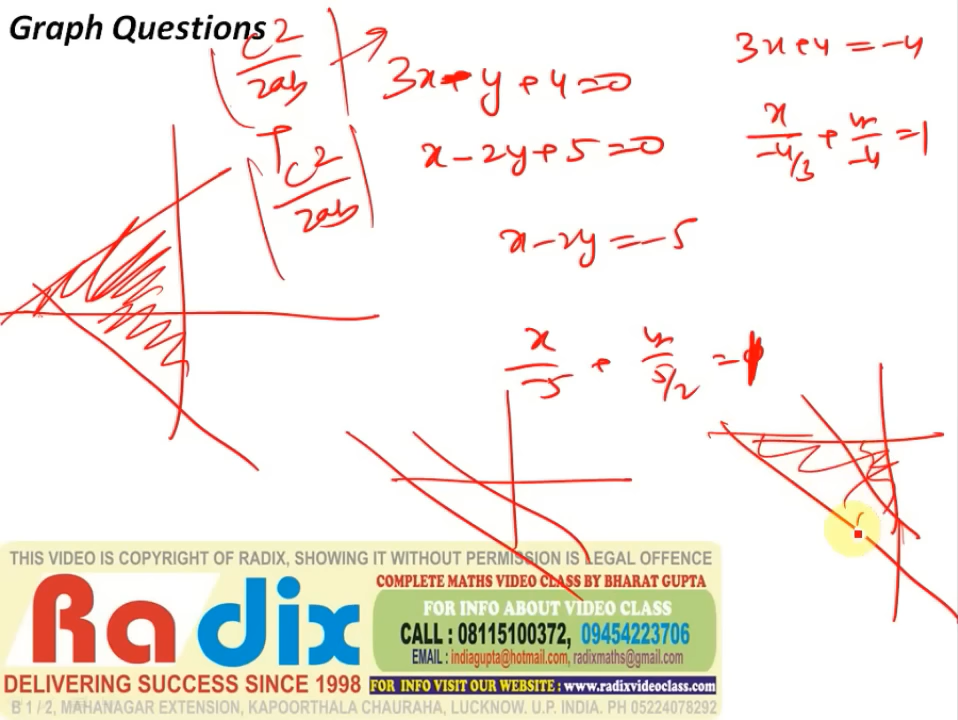 Graph Questions
c²/2ab
3x + y + 4 = 0
3x + y = -4
c²/2ab
x - 2y + 5 = 0
x/-4/3 + y/-4 = 1
x - 2y = -5
x/-5 + y/5/2 = 1
THIS VIDEO IS COPYRIGHT OF RADIX, SHOWING IT WITHOUT PERMISSION IS LEGAL OFFENCE
COMPLETE MATHS VIDEO CLASS BY BHARAT GUPTA
Radix
FOR INFO ABOUT VIDEO CLASS
CALL : 08115100372, 09454223706
EMAIL : indiagupta@hotmail.com, radixmaths@gmail.com
DELIVERING SUCCESS SINCE 1998
FOR INFO VISIT OUR WEBSITE : www.radixvideoclass.com
B 1 / 2, MAHANAGAR EXTENSION, KAPOORTHALA CHAURAHA, LUCKNOW. U.P. INDIA. PH 05224078292